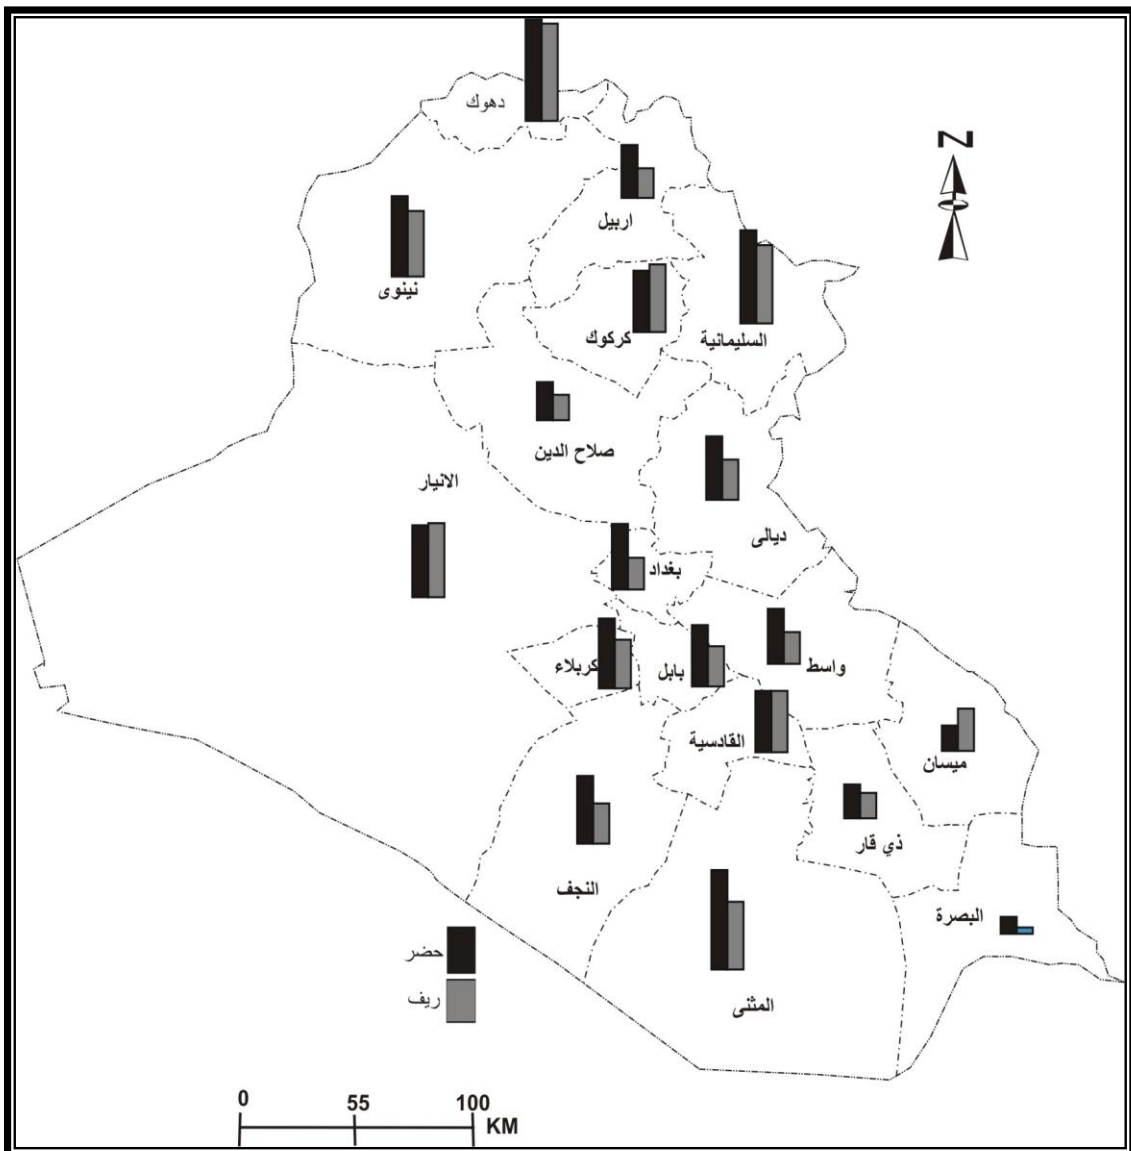 دهوك
Z
اربيل
نينوى
كركوك
السليمانية
صلاح الدين
الانبار
ديالى
بغداد
كربلاء
بابل
واسط
القادسية
ميسان
ذي قار
النجف
البصرة
حضر
ريف
المثنى
0 55 100
KM